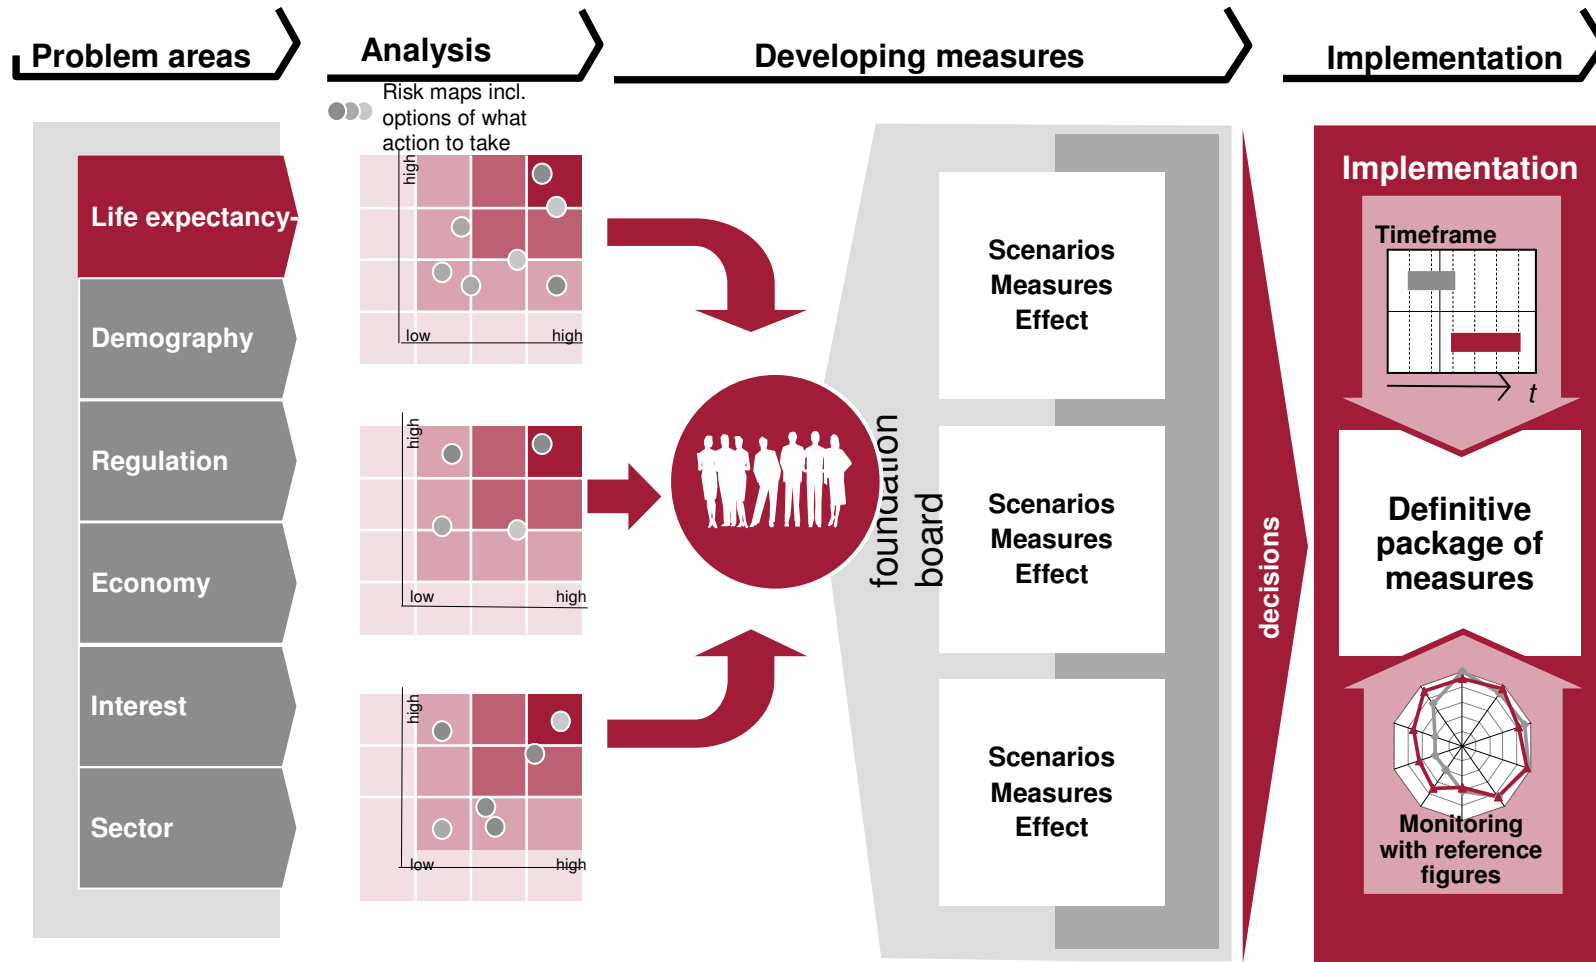 Problem areas
Analysis
Developing measures
Implementation
Risk maps incl.
options of what
action to take
Life expectancy-
Demography
Regulation
Economy
Interest
Sector
high
low
high
high
low
high
high
low
high
foundation
board
Scenarios
Measures
Effect
Scenarios
Measures
Effect
Scenarios
Measures
Effect
decisions
Implementation
Timeframe
t
Definitive
package of
measures
Monitoring
with reference
figures